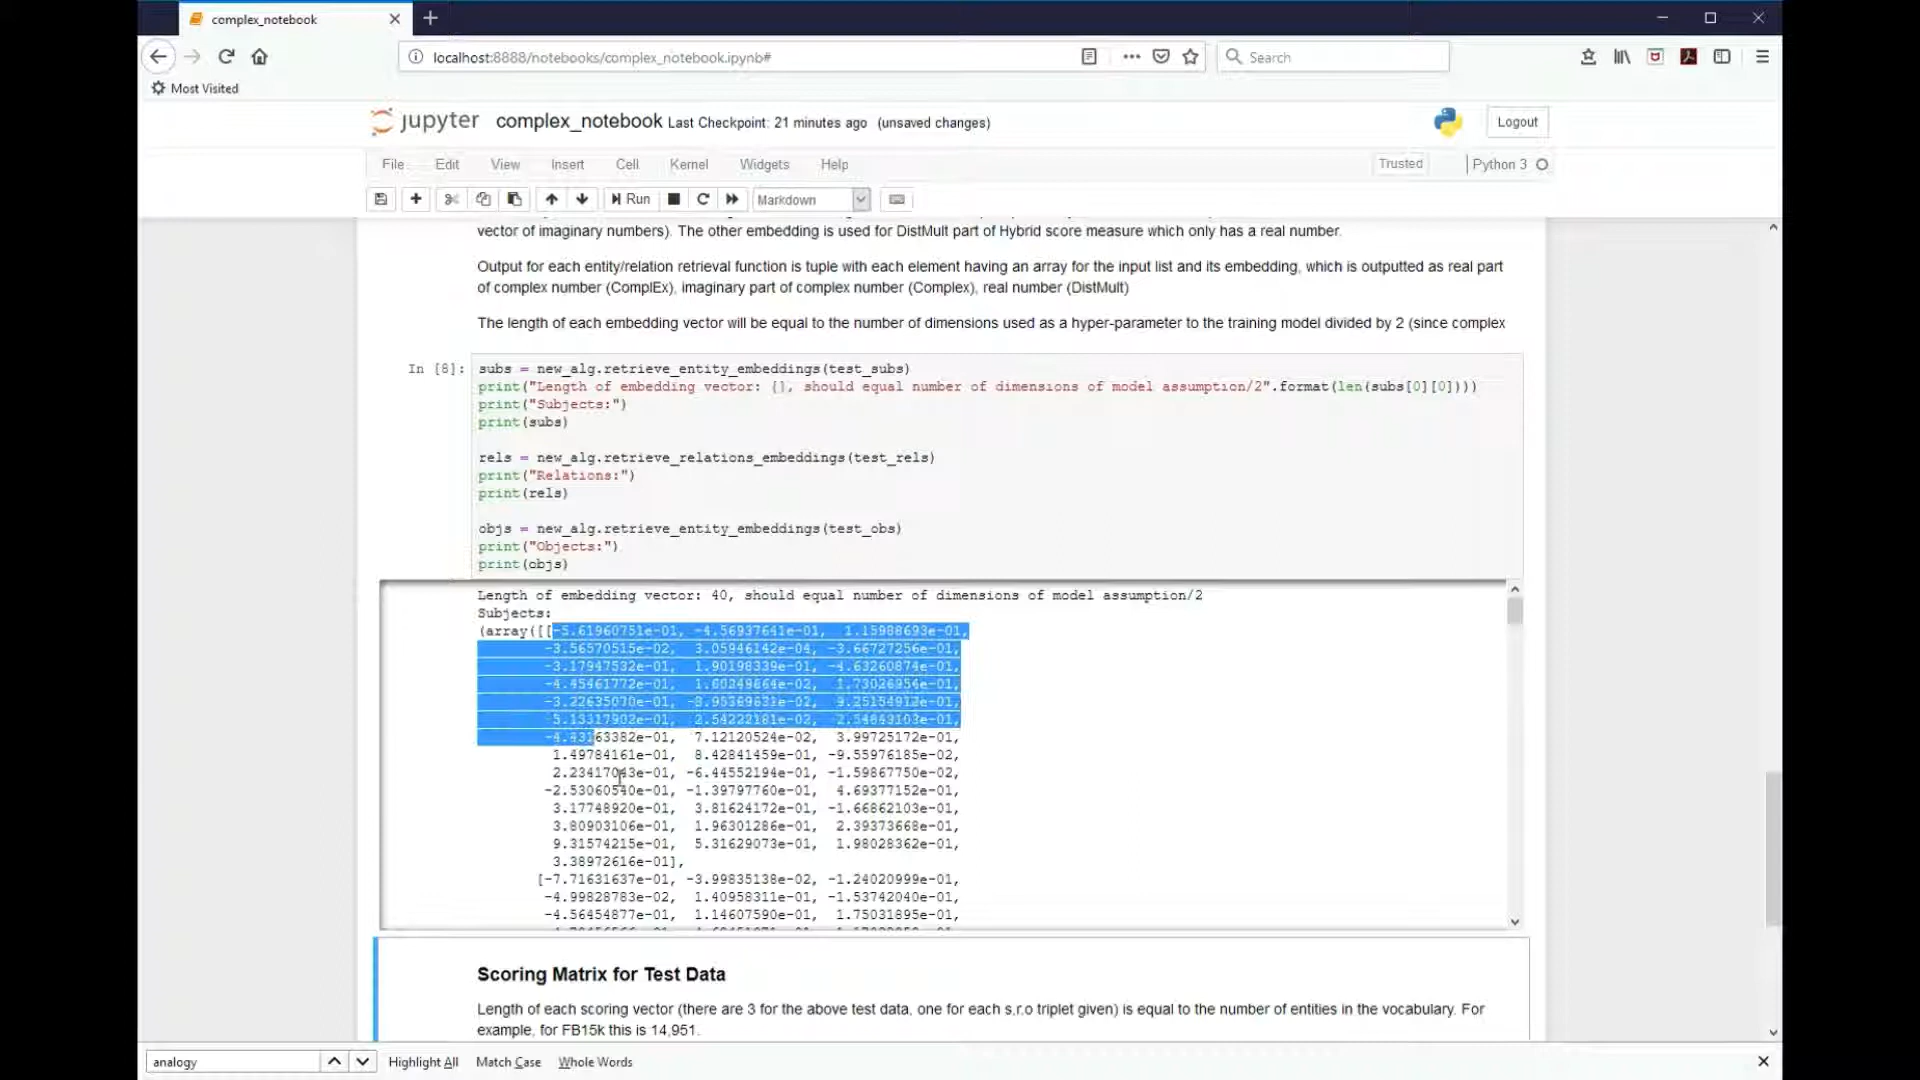 complex_notebook
localhost:8888/notebooks/complex_notebook.ipynb#
Search
Most Visited
jupyter complex_notebook Last Checkpoint: 21 minutes ago (unsaved changes)
Logout
File Edit View Insert Cell Kernel Widgets Help
Trusted
Python 3
Run
Markdown
vector of imaginary numbers). The other embedding is used for DistMult part of Hybrid score measure which only has a real number.
Output for each entity/relation retrieval function is tuple with each element having an array for the input list and its embedding, which is outputted as real part
of complex number (ComplEx), imaginary part of complex number (Complex), real number (DistMult)
The length of each embedding vector will be equal to the number of dimensions used as a hyper-parameter to the training model divided by 2 (since complex
In [8]:
subs = new_alg.retrieve_entity_embeddings(test_subs)
print("Length of embedding vector: {}, should equal number of dimensions of model assumption/2".format(len(subs[0][0])))
print("Subjects:")
print(subs)
rels = new_alg.retrieve_relations_embeddings(test_rels)
print("Relations:")
print(rels)
objs = new_alg.retrieve_entity_embeddings(test_obs)
print("Objects:")
print(objs)
Length of embedding vector: 40, should equal number of dimensions of model assumption/2
Subjects:
(array([[-5.61960751e-01, -4.56937641e-01, 1.15988693e-01,
-3.56570515e-02, 3.05946142e-04, -3.66727256e-01,
-3.17947532e-01, 1.90198339e-01, -4.63260874e-01,
-4.45461772e-01, 1.60249864e-02, 1.73026954e-01,
-3.22635070e-01, -8.95369631e-02, 9.25154912e-01,
-5.13317902e-01, 2.54222181e-02, 2.54843103e-01,
-4.43163382e-01, 7.12120524e-02, 3.99725172e-01,
1.49784161e-01, 8.42841459e-01, -9.55976185e-02,
2.23417043e-01, -6.44552194e-01, -1.59867750e-02,
-2.53060540e-01, -1.39797760e-01, 4.69377152e-01,
3.17748920e-01, 3.81624172e-01, -1.66862103e-01,
3.80903106e-01, 1.96301286e-01, 2.39373668e-01,
9.31574215e-01, 5.31629073e-01, 1.98028362e-01,
3.38972616e-01],
[-7.71631637e-01, -3.99835138e-02, -1.24020999e-01,
-4.99828783e-02, 1.40958311e-01, -1.53742040e-01,
-4.56454877e-01, 1.14607590e-01, 1.75031895e-01,
Scoring Matrix for Test Data
Length of each scoring vector (there are 3 for the above test data, one for each s,r,o triplet given) is equal to the number of entities in the vocabulary. For
example, for FB15k this is 14,951.
analogy
Highlight All Match Case Whole Words